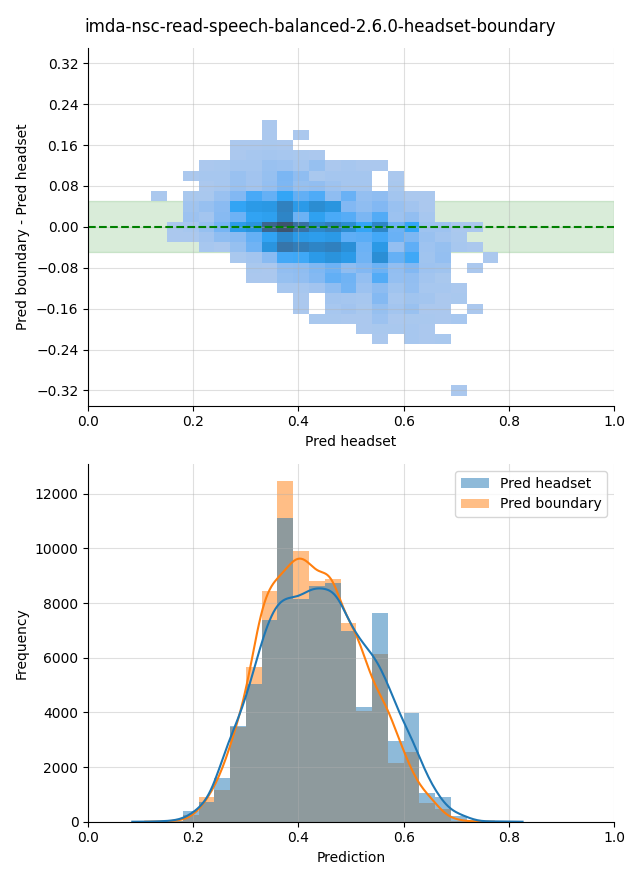 imda-nsc-read-speech-balanced-2.6.0-headset-boundary
0.32
0.24
0.16
0.08
0.00
−0.08
−0.16
−0.24
−0.32
Pred boundary - Pred headset
0.0 0.2 0.4 0.6 0.8 1.0
Pred headset
12000
10000
8000
6000
4000
2000
0
Frequency
Pred headset
Pred boundary
0.0 0.2 0.4 0.6 0.8 1.0
Prediction